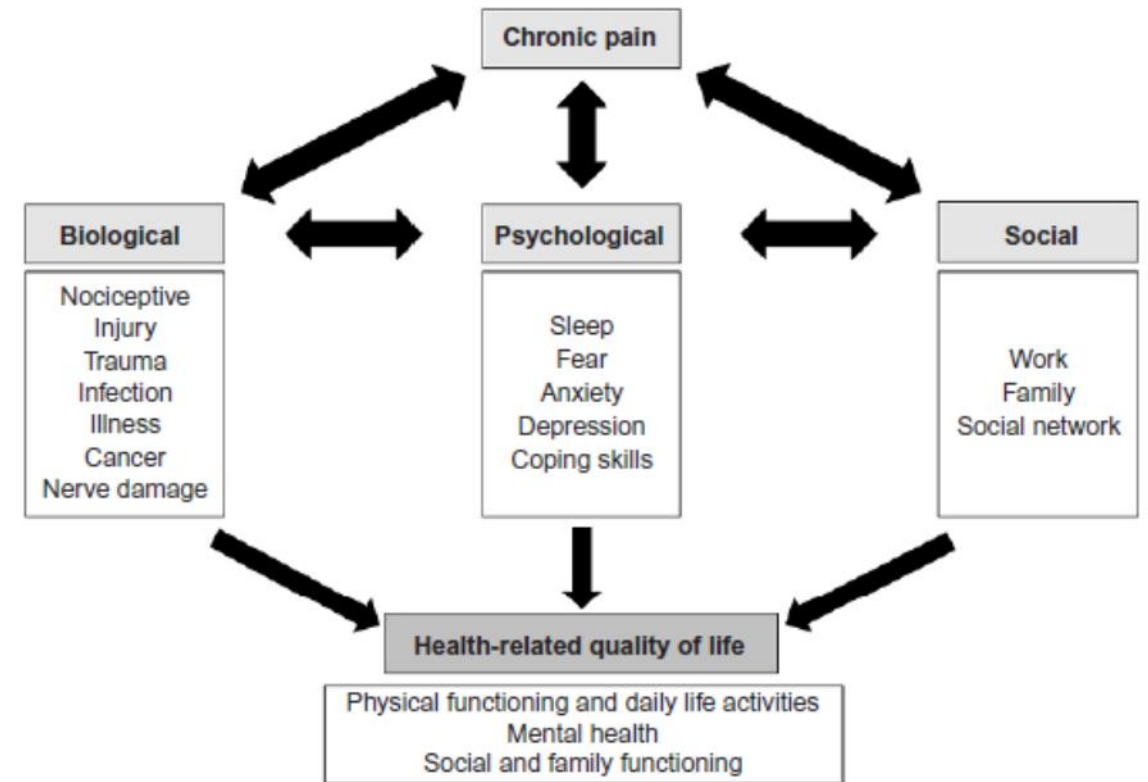 Chronic pain
Biological
Nociceptive
Injury
Trauma
Infection
Illness
Cancer
Nerve damage
Psychological
Sleep
Fear
Anxiety
Depression
Coping skills
Social
Work
Family
Social network
Health-related quality of life
Physical functioning and daily life activities
Mental health
Social and family functioning